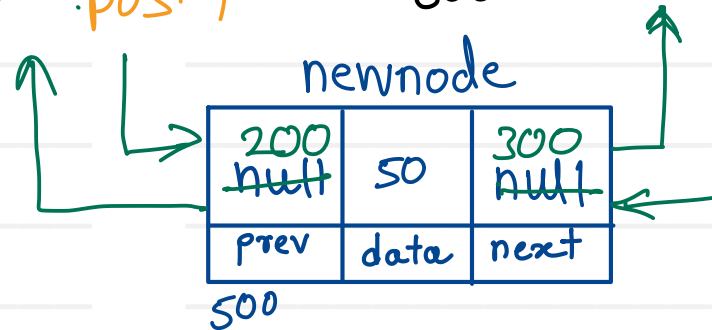 newnode
200 300
null 50 null
prev data next
500